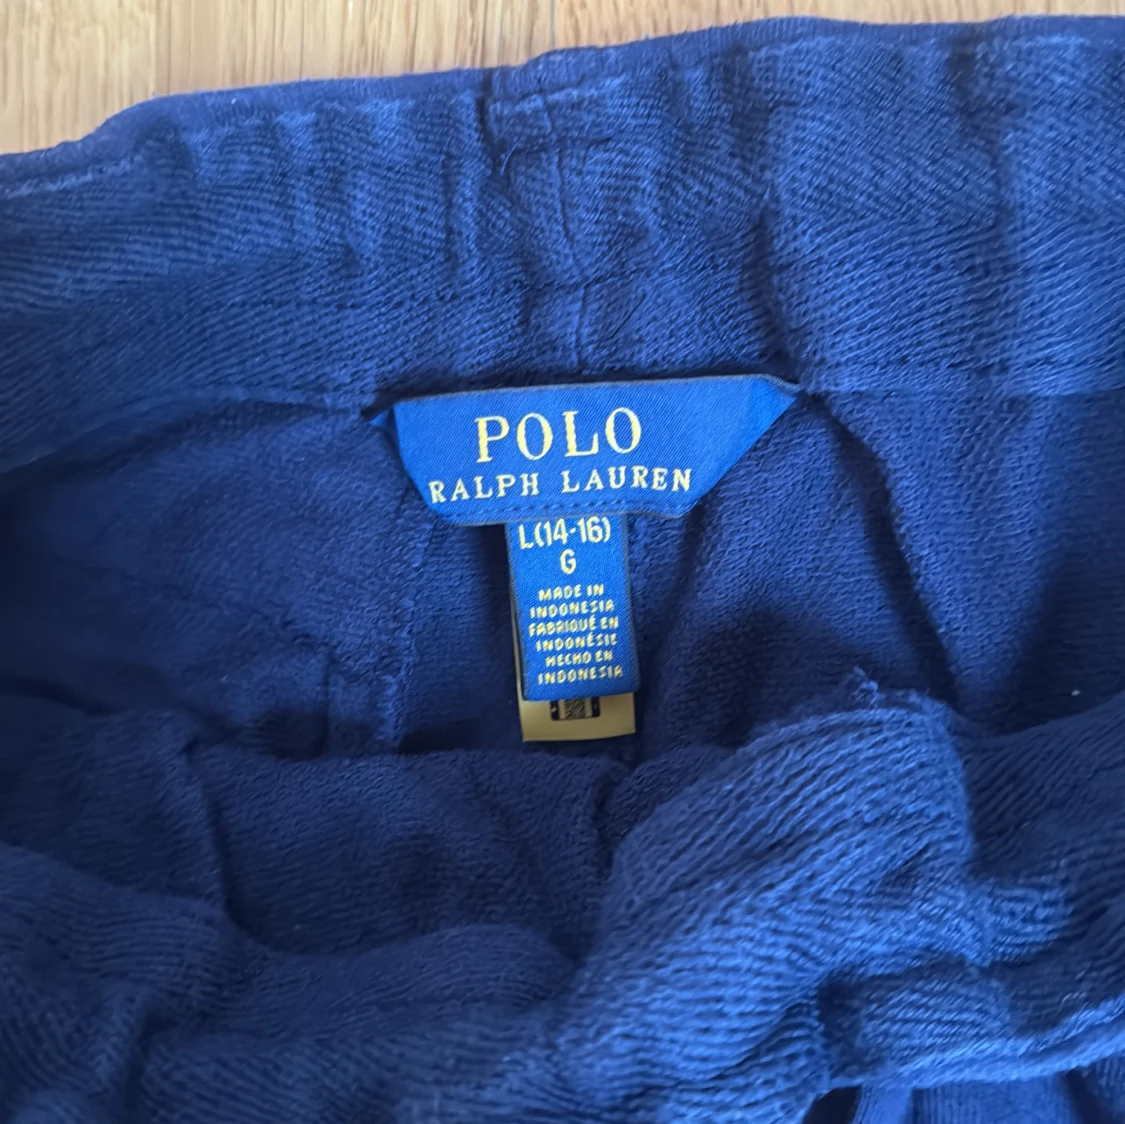 POLO
RALPH LAUREN
L(14-16)
G
MADE IN
INDONESIA
FABRIQUÉ EN
INDONÉSIE
HECHO EN
INDONESIA